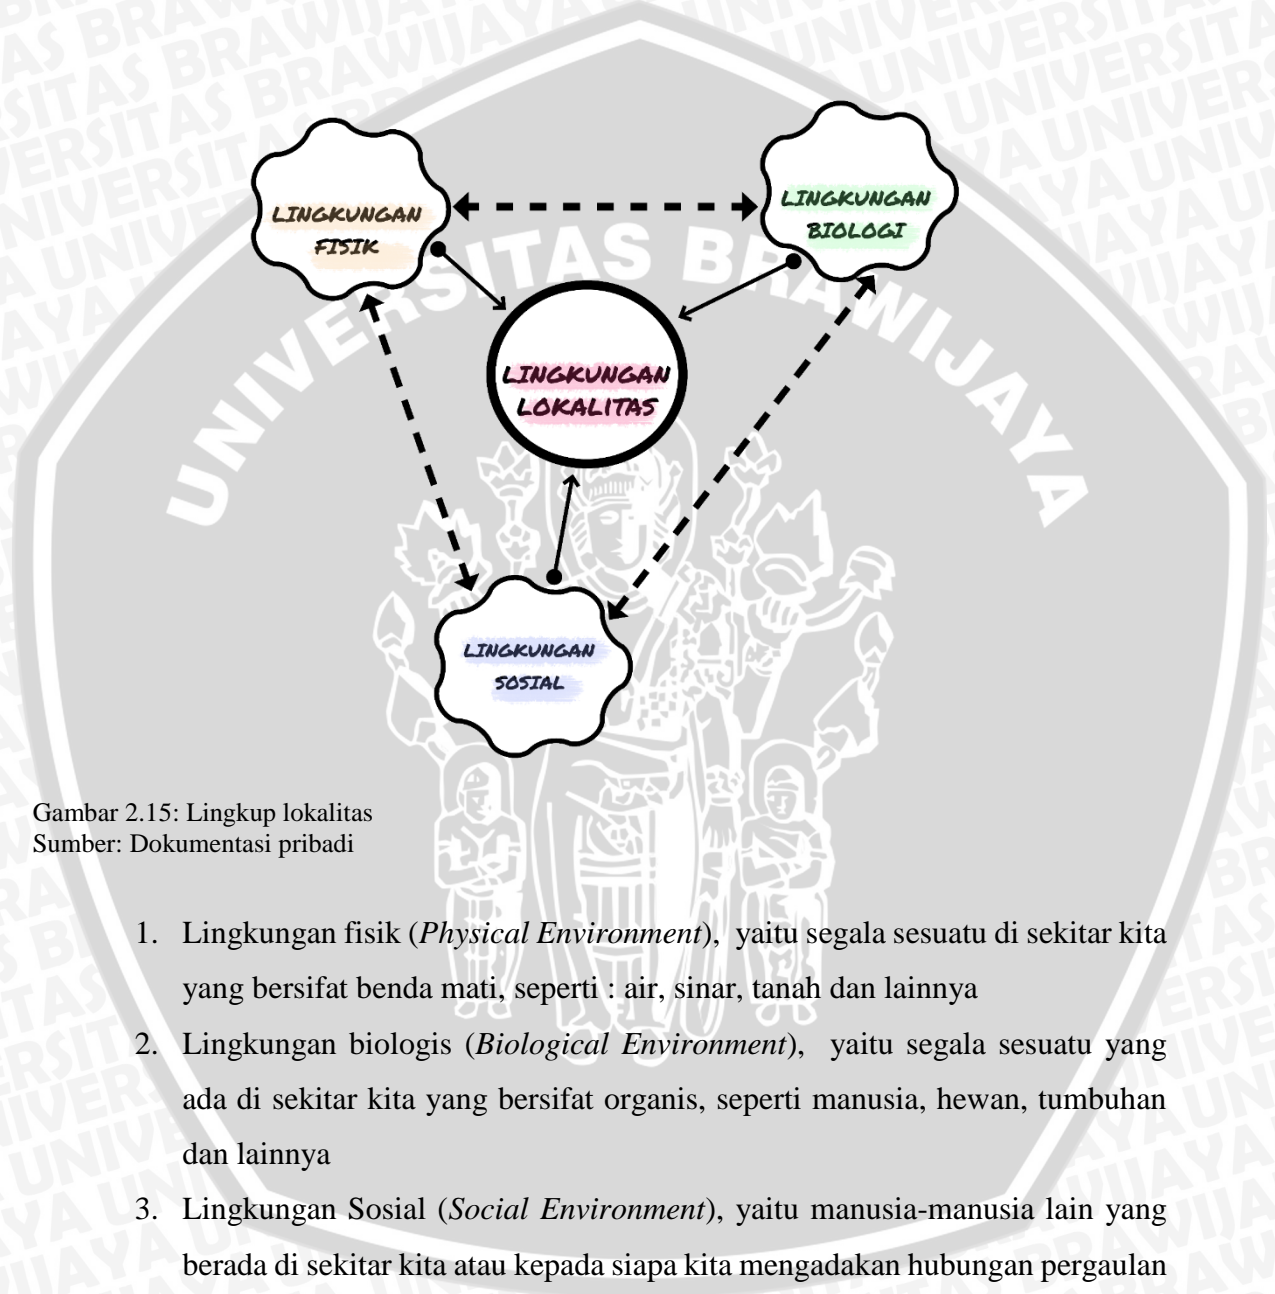 LINGKUNGAN
FISIK
LINGKUNGAN
BIOLOGI
LINGKUNGAN
LOKALITAS
LINGKUNGAN
SOSIAL
UNIVERSITAS BRAWIJAYA
Gambar 2.15: Lingkup lokalitas
Sumber: Dokumentasi pribadi
1. Lingkungan fisik (Physical Environment), yaitu segala sesuatu di sekitar kita
yang bersifat benda mati, seperti : air, sinar, tanah dan lainnya
2. Lingkungan biologis (Biological Environment), yaitu segala sesuatu yang
ada di sekitar kita yang bersifat organis, seperti manusia, hewan, tumbuhan
dan lainnya
3. Lingkungan Sosial (Social Environment), yaitu manusia-manusia lain yang
berada di sekitar kita atau kepada siapa kita mengadakan hubungan pergaulan